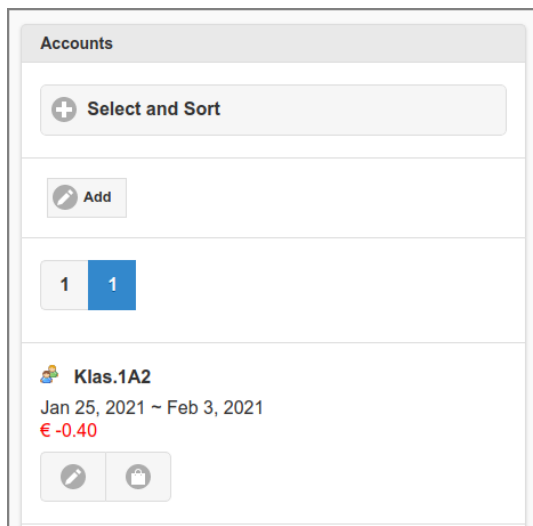 Accounts
Select and Sort
Add
1 1
Klas.1A2
Jan 25, 2021 ~ Feb 3, 2021
€ -0.40